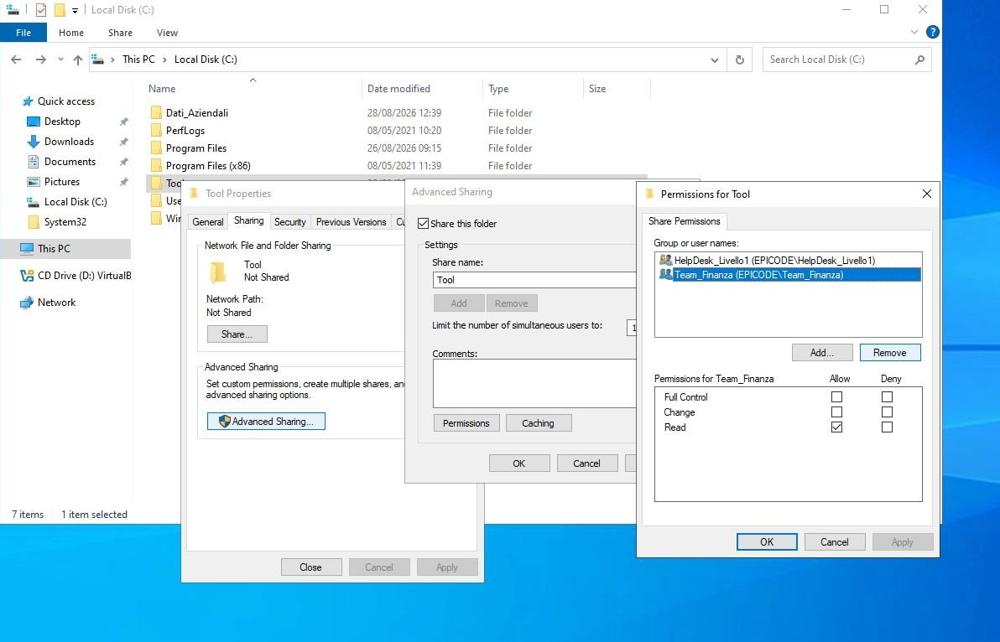 Local Disk (C:)
File Home Share View
This PC Local Disk (C:)
Search Local Disk (C:)
Name Date modified Type Size
Quick access
Desktop
Downloads
Documents
Pictures
Local Disk (C:)
System32
This PC
CD Drive (D:) VirtualB
Network
Dati_Aziendali 28/08/2026 12:39 File folder
PerfLogs 08/05/2021 10:20 File folder
Program Files 26/08/2026 09:15 File folder
Program Files (x86) 08/05/2021 11:39 File folder
7 items 1 item selected
Tool Properties
General Sharing Security Previous Versions
Network File and Folder Sharing
Tool
Not Shared
Network Path:
Not Shared
Share...
Advanced Sharing
Set custom permissions, create multiple shares, and
advanced sharing options.
Advanced Sharing...
Close Cancel Apply
Advanced Sharing
Share this folder
Settings
Share name:
Tool
Add Remove
Limit the number of simultaneous users to:
Comments:
Permissions Caching
OK Cancel
Permissions for Tool
Share Permissions
Group or user names:
HelpDesk_Livello1 (EPICODE\HelpDesk_Livello1)
Team_Finanza (EPICODE\Team_Finanza)
Add... Remove
Permissions for Team_Finanza Allow Deny
Full Control
Change
Read
OK Cancel Apply